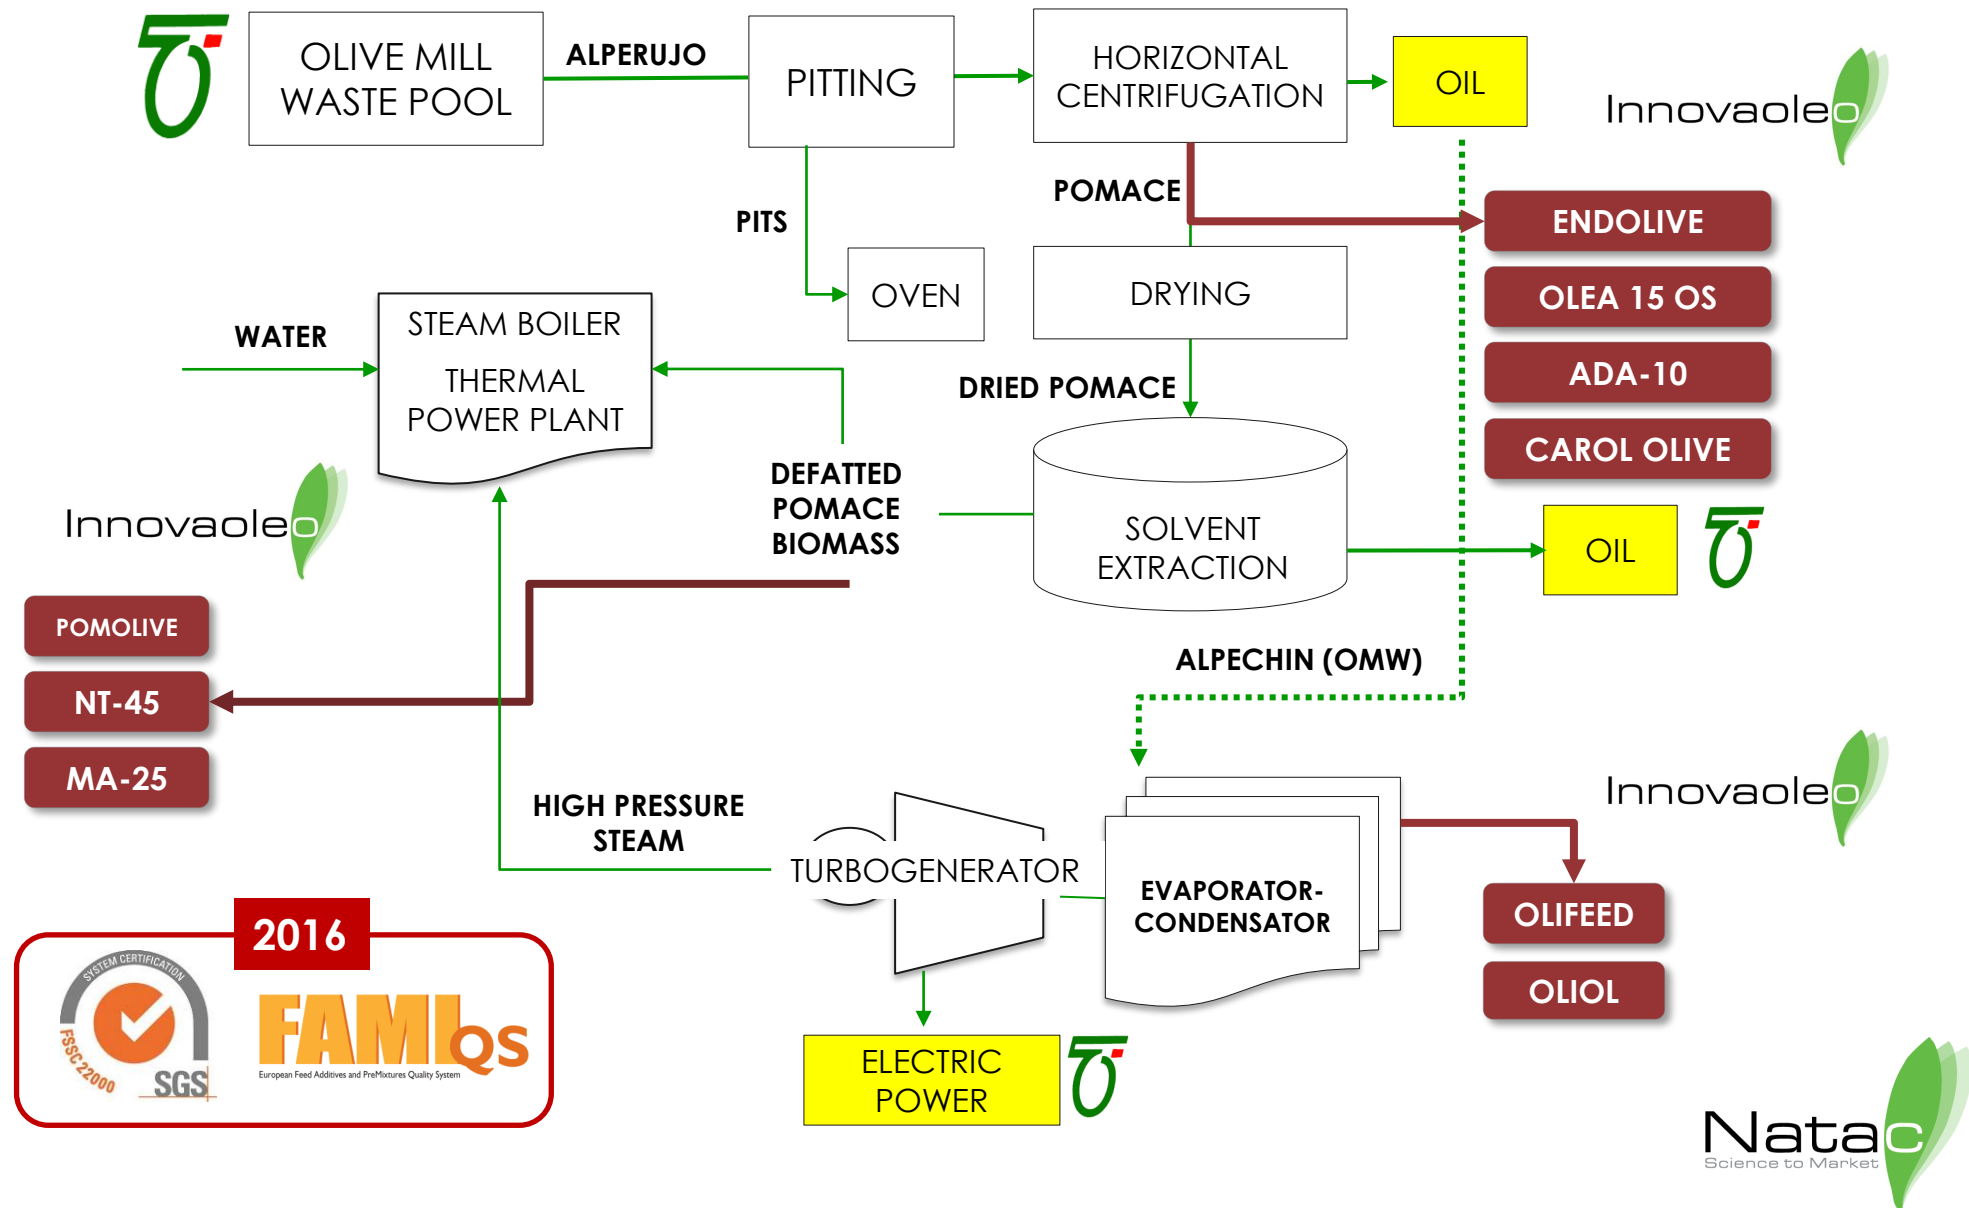 OLIVE MILL
WASTE POOL
ALPERUJO
PITTING
HORIZONTAL
CENTRIFUGATION
OIL
Innovaoleo
POMACE
PITS
ENDOLIVE
OVEN
DRYING
OLEA 15 OS
WATER
STEAM BOILER
THERMAL
POWER PLANT
DRIED POMACE
ADA-10
CAROL OLIVE
DEFATTED
POMACE
BIOMASS
SOLVENT
EXTRACTION
OIL
Innovaoleo
POMOLIVE
NT-45
MA-25
ALPECHIN (OMW)
HIGH PRESSURE
STEAM
TURBOGENERATOR
EVAPORATOR-
CONDENSATOR
Innovaoleo
OLIFEED
OLIOL
2016
SYSTEM CERTIFICATION
FSSC 22000
SGS
FAMI QS
European Feed Additives and PreMixtures Quality System
ELECTRIC
POWER
Natac
Science to Market